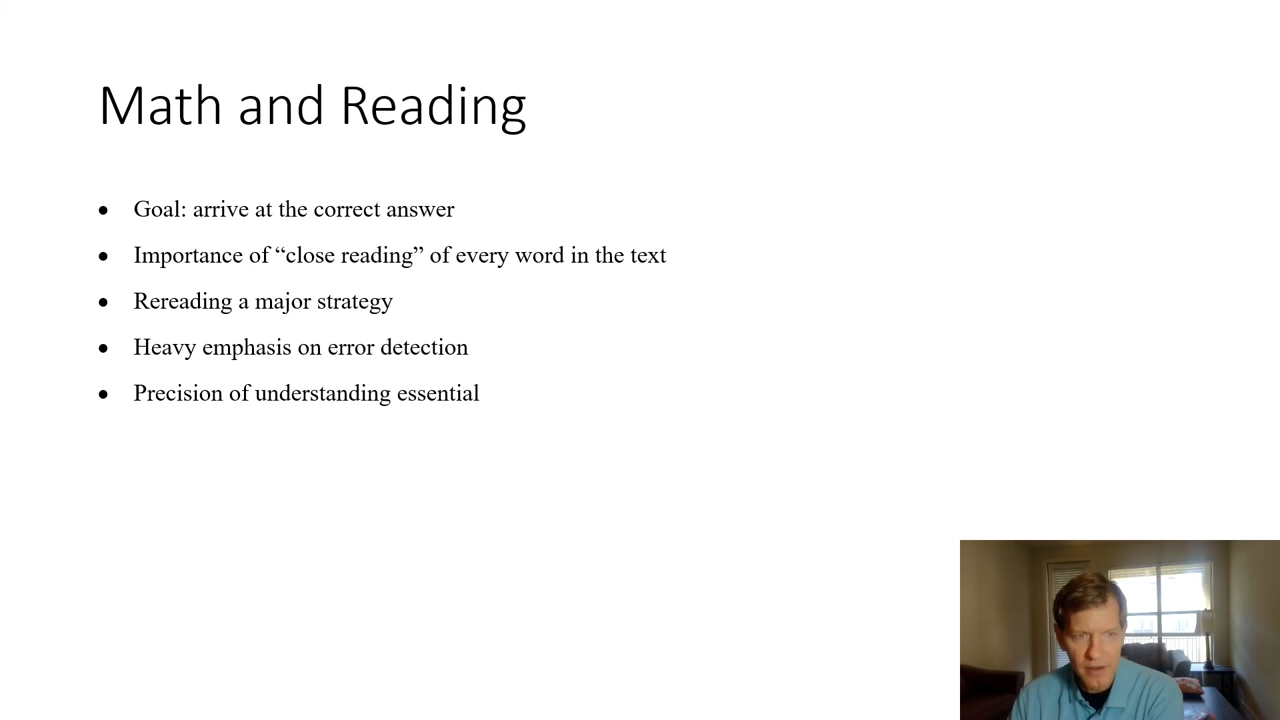 Math and Reading
• Goal: arrive at the correct answer
• Importance of “close reading” of every word in the text
• Rereading a major strategy
• Heavy emphasis on error detection
• Precision of understanding essential